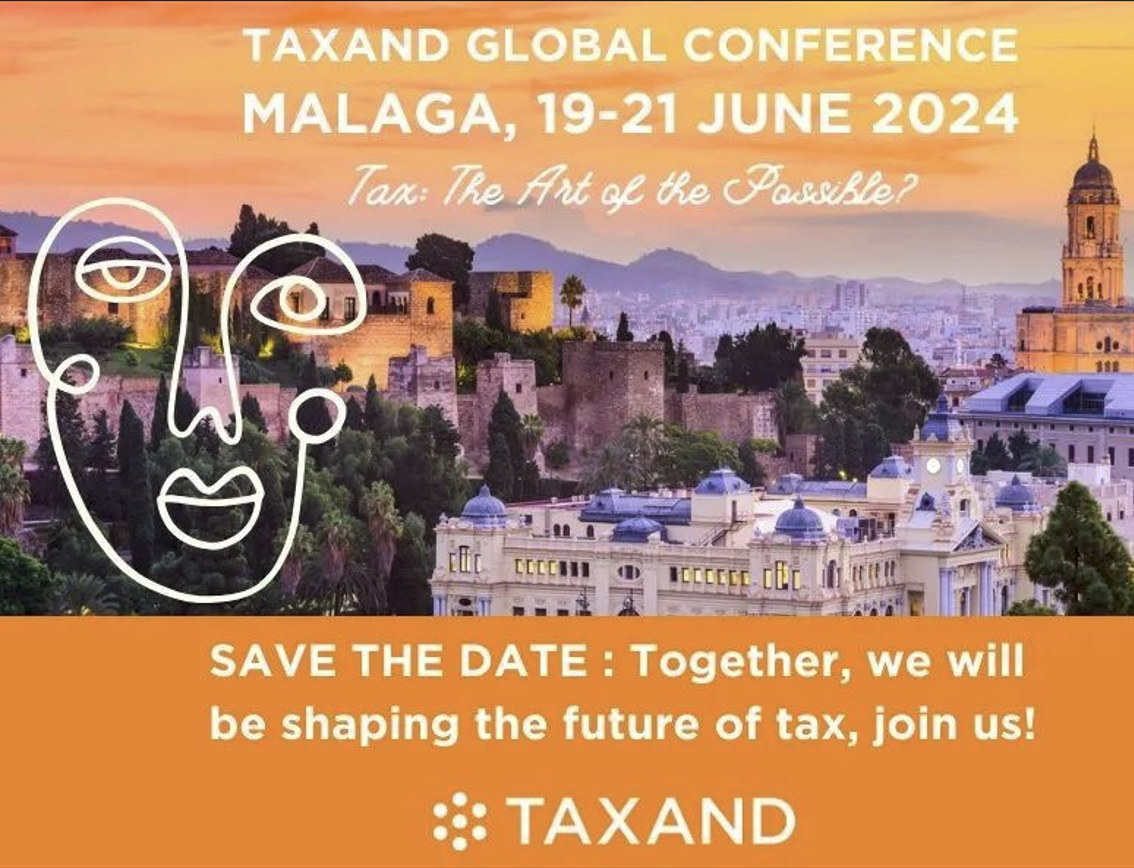 TAXAND GLOBAL CONFERENCE
MALAGA, 19-21 JUNE 2024
Tax: The Art of the Possible?
SAVE THE DATE : Together, we will
be shaping the future of tax, join us!
TAXAND